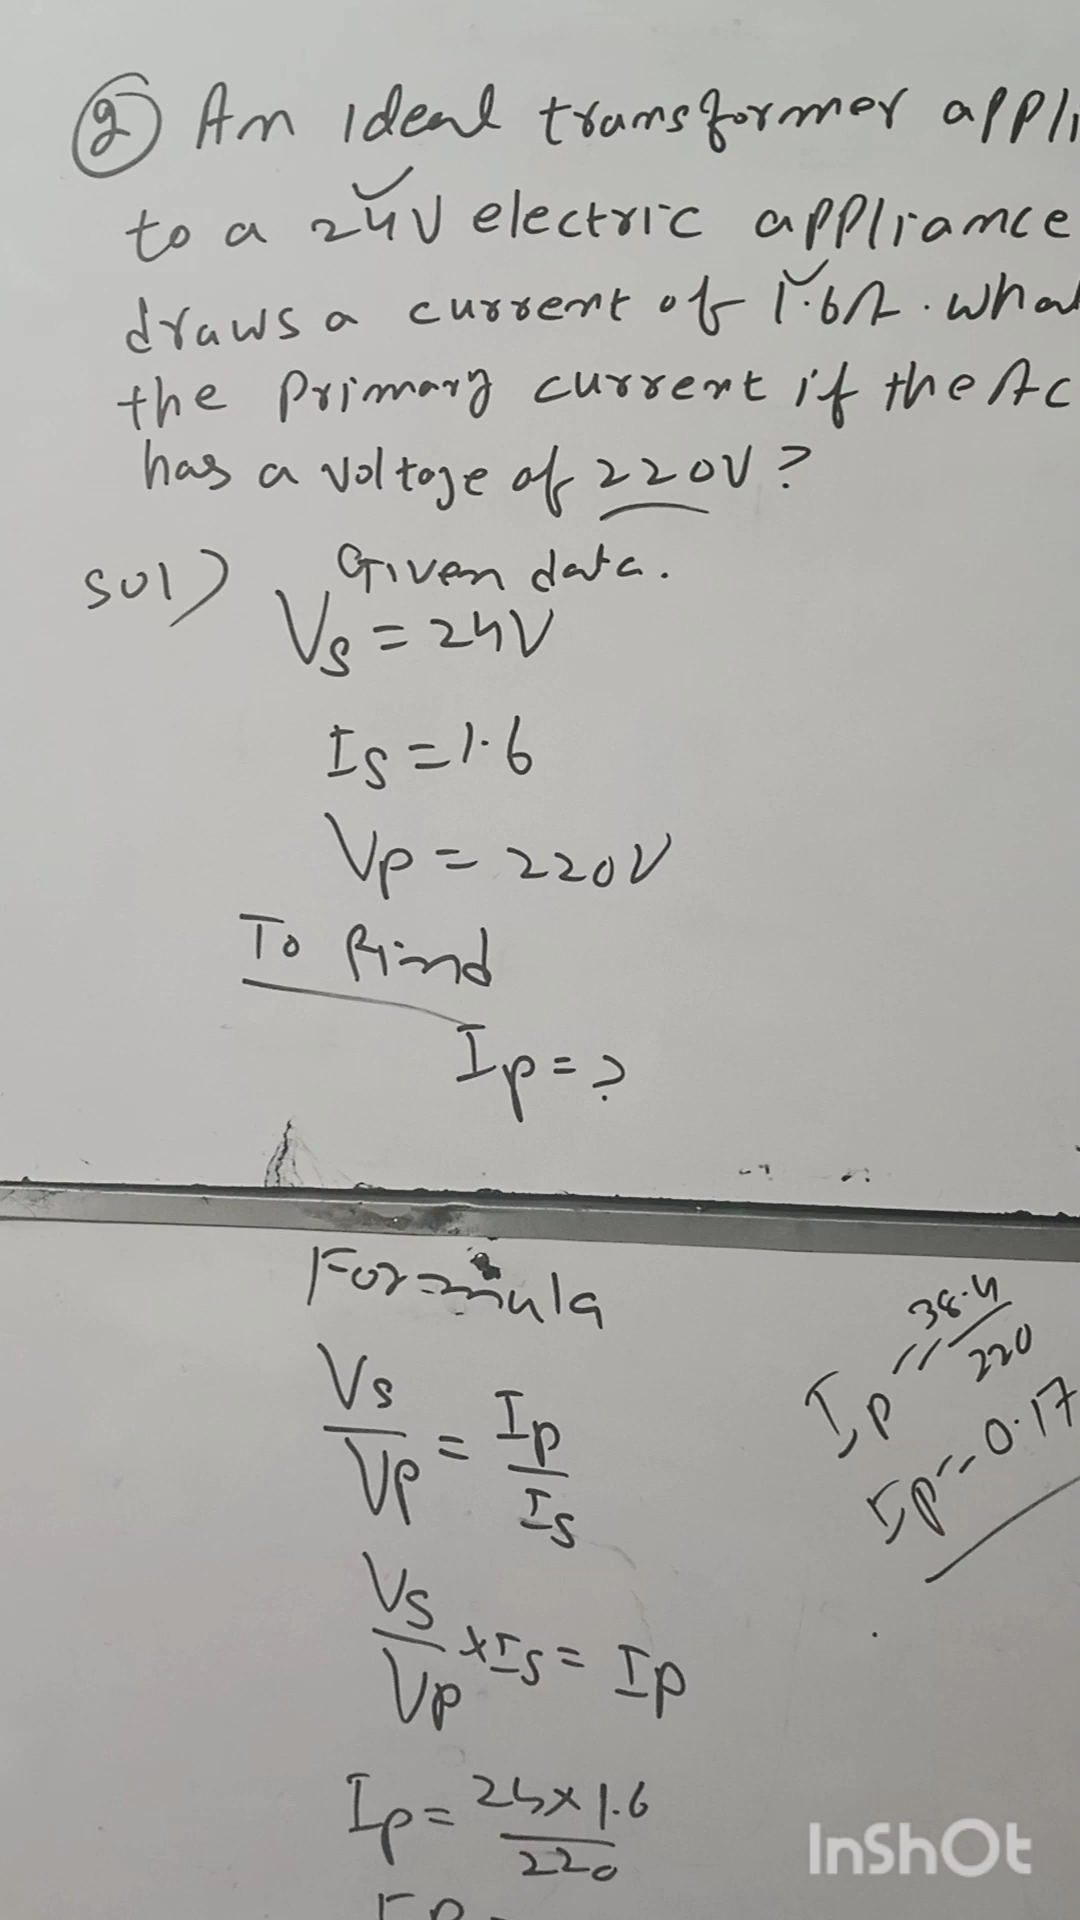 ② An ideal transformer appli
to a 24V electric appliance
draws a current of 1.6A. what
the primary current if the Ac
has a voltage of 220V?
sol) Given data.
Vs = 24V
Is = 1.6
Vp = 220V
To Find
Ip = ?
Formula
Vs/Vp = Ip/Is
Vs/Vp × Is = Ip
Ip = 24×1.6/220
Ip = 38.4/220
Ip = 0.17
InShOt